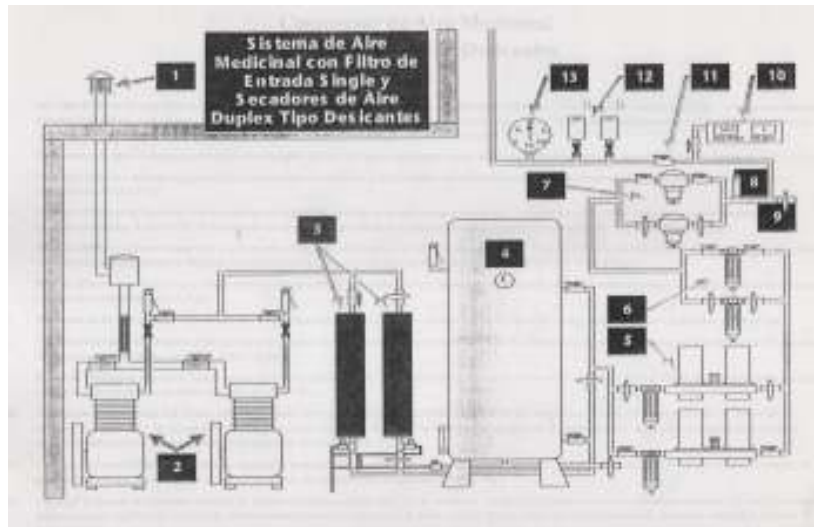 Sistema de Aire
Medicinal con Filtro de
Entrada Single y
Secadores de Aire
Duplex Tipo Desicantes
1
13
12
11
10
7
8
9
3
4
6
5
2